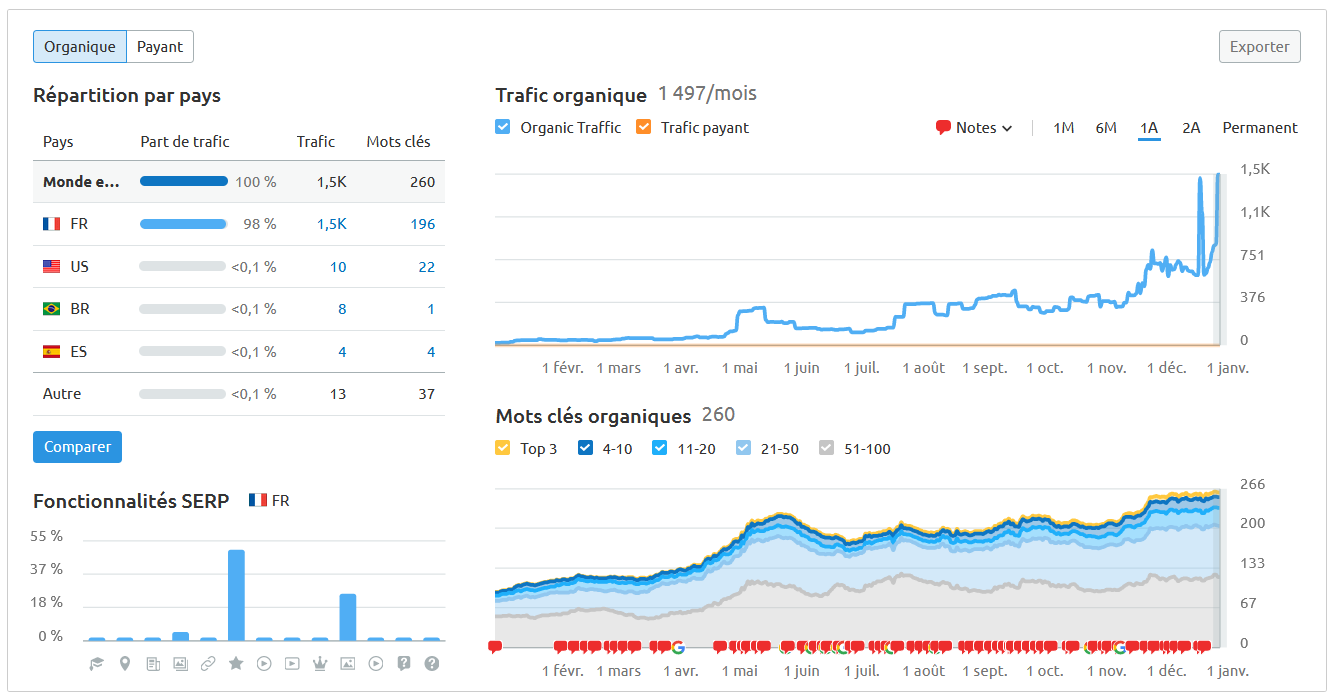 Organique Payant
Exporter
Répartition par pays
Pays Part de trafic Trafic Mots clés
Monde e... 100 % 1,5K 260
FR 98 % 1,5K 196
US <0,1 % 10 22
BR <0,1 % 8 1
ES <0,1 % 4 4
Autre <0,1 % 13 37
Comparer
Fonctionnalités SERP FR
55 %
37 %
18 %
0 %
Trafic organique 1 497/mois
Organic Traffic Trafic payant
Notes 1M 6M 1A 2A Permanent
1,5K
1,1K
751
376
0
1 févr. 1 mars 1 avr. 1 mai 1 juin 1 juil. 1 août 1 sept. 1 oct. 1 nov. 1 déc. 1 janv.
Mots clés organiques 260
Top 3 4-10 11-20 21-50 51-100
266
200
133
67
0
1 févr. 1 mars 1 avr. 1 mai 1 juin 1 juil. 1 août 1 sept. 1 oct. 1 nov. 1 déc. 1 janv.